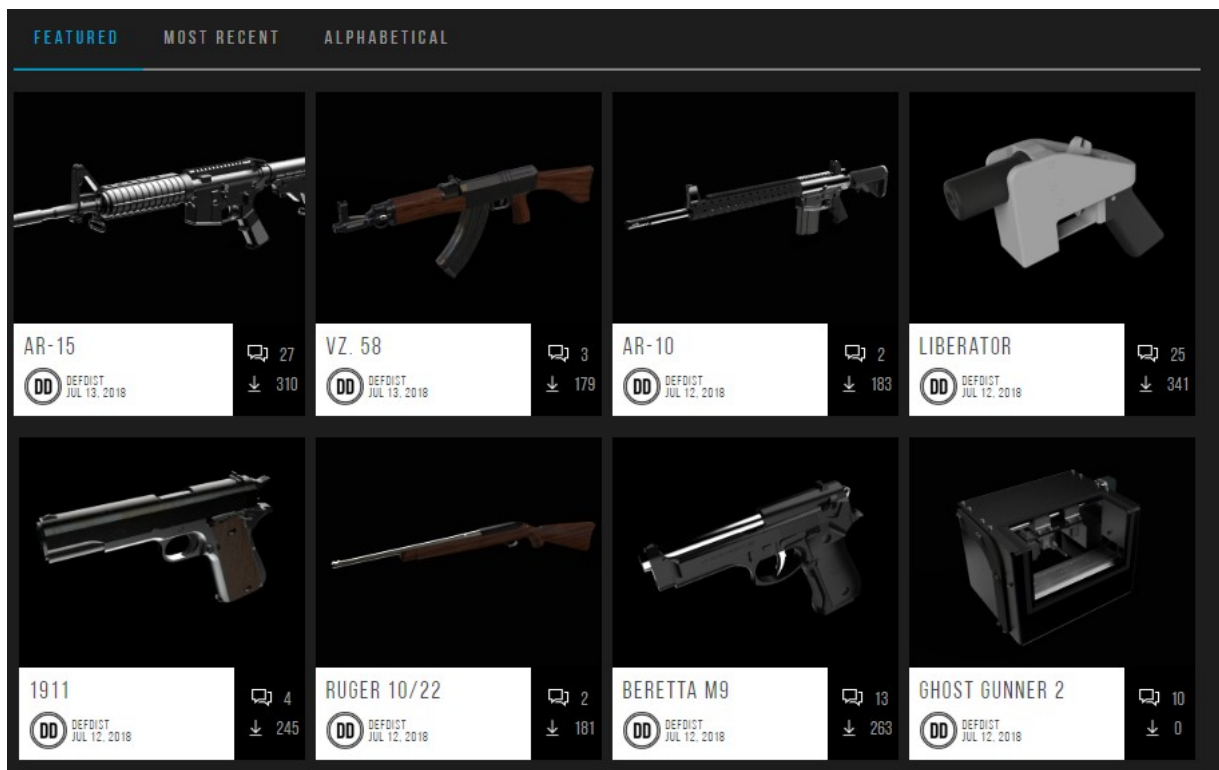 FEATURED MOST RECENT ALPHABETICAL
AR-15
27
DD DEFDIST
JUL 13, 2018
310
VZ. 58
3
DD DEFDIST
JUL 13, 2018
179
AR-10
2
DD DEFDIST
JUL 12, 2018
183
LIBERATOR
25
DD DEFDIST
JUL 12, 2018
341
1911
4
DD DEFDIST
JUL 12, 2018
245
RUGER 10/22
2
DD DEFDIST
JUL 12, 2018
181
BERETTA M9
13
DD DEFDIST
JUL 12, 2018
263
GHOST GUNNER 2
10
DD DEFDIST
JUL 12, 2018
0